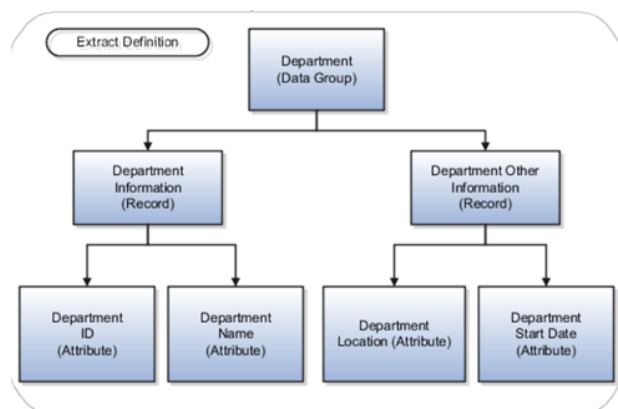 Extract Definition
Department
(Data Group)
Department
Information
(Record)
Department Other
Information
(Record)
Department
ID
(Attribute)
Department
Name
(Attribute)
Department
Location (Attribute)
Department
Start Date
(Attribute)